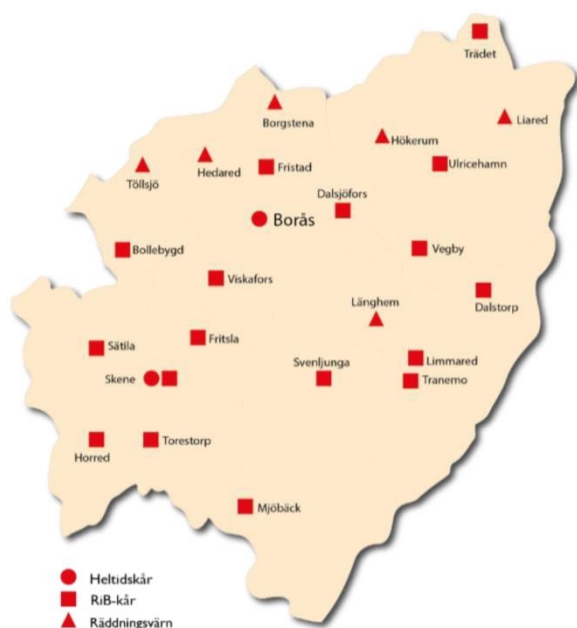 Trädet
Liared
Borgstena
Hökerum
Ulricehamn
Hedared
Fristad
Töllsjö
Dalsjöfors
Borås
Bollebygd
Vegby
Viskafors
Dalstorp
Länghem
Fritsla
Sätila
Limmared
Svenljunga
Skene
Tranemo
Horred
Torestorp
Mjöbäck
Heltidskår
RiB-kår
Räddningsvärn